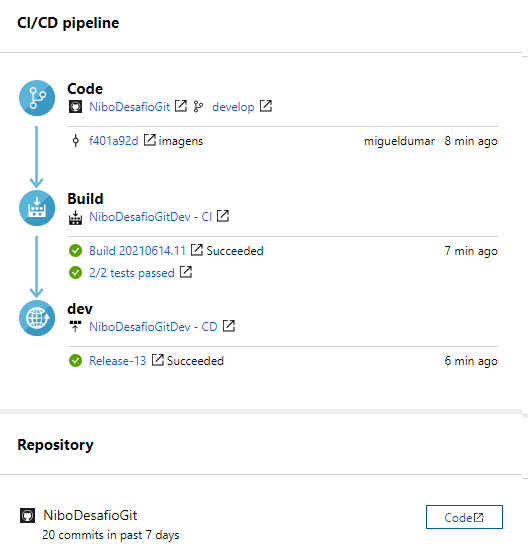 CI/CD pipeline
Code
NiboDesafioGit develop
f401a92d imagens migueldumar 8 min ago
Build
NiboDesafioGitDev - CI
Build 20210614.11 Succeeded 7 min ago
2/2 tests passed
dev
NiboDesafioGitDev - CD
Release-13 Succeeded 6 min ago
Repository
NiboDesafioGit Code
20 commits in past 7 days